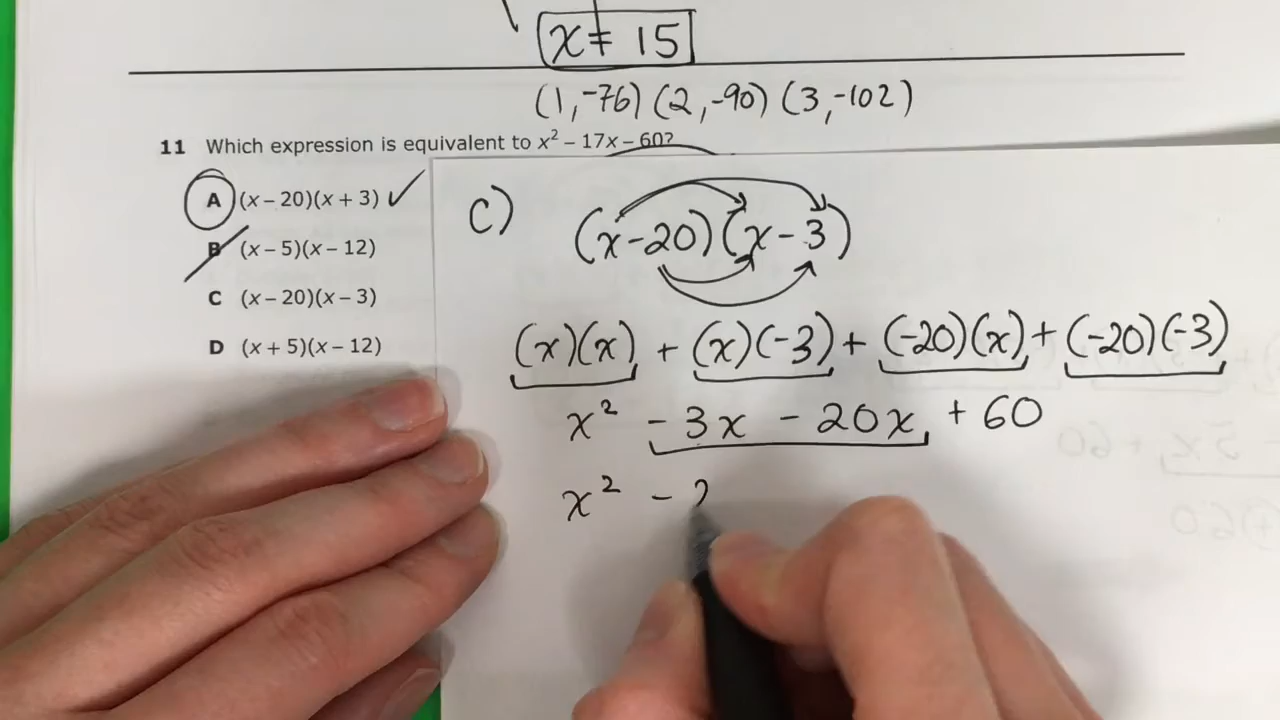 x = 15
(1,-76) (2,-90) (3,-102)
11 Which expression is equivalent to x² – 17x – 60?
A (x – 20)(x + 3) ✓
B (x – 5)(x – 12)
C (x – 20)(x – 3)
D (x + 5)(x – 12)
c) (x-20)(x-3)
(x)(x) + (x)(-3) + (-20)(x) + (-20)(-3)
x² - 3x - 20x + 60
x² - 2